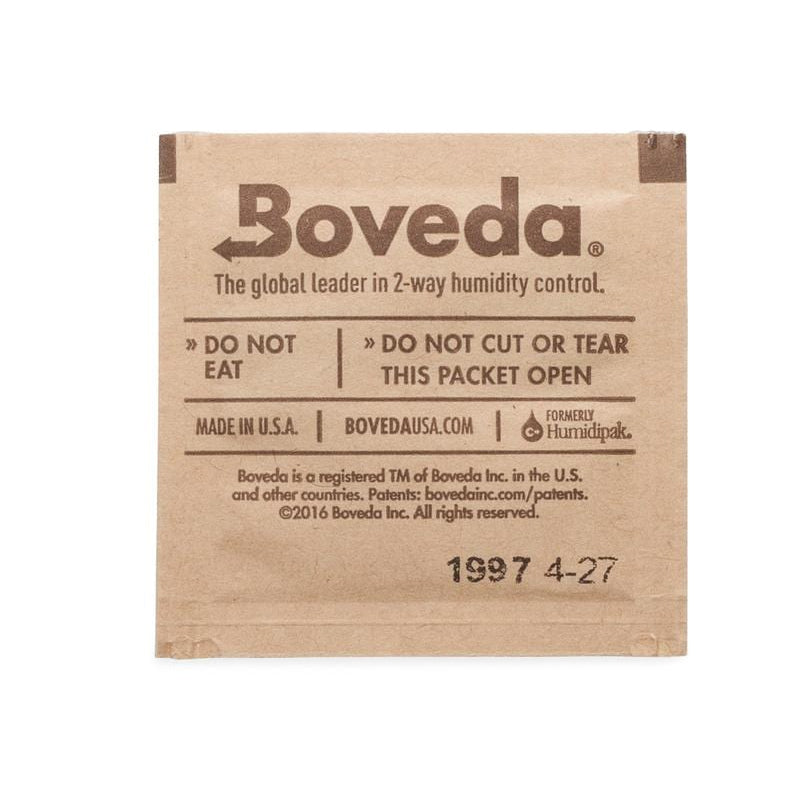 Boveda®
The global leader in 2-way humidity control.
» DO NOT EAT
» DO NOT CUT OR TEAR THIS PACKET OPEN
MADE IN U.S.A. | BOVEDAUSA.COM | FORMERLY Humidipak.
Boveda is a registered TM of Boveda Inc. in the U.S.
and other countries. Patents: bovedainc.com/patents.
©2016 Boveda Inc. All rights reserved.
1997 4-27